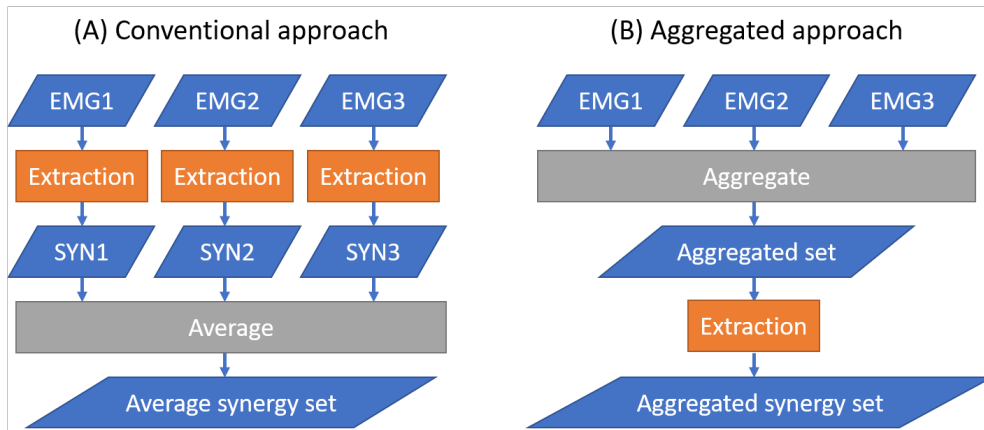 (A) Conventional approach
EMG1 EMG2 EMG3
Extraction Extraction Extraction
SYN1 SYN2 SYN3
Average
Average synergy set
(B) Aggregated approach
EMG1 EMG2 EMG3
Aggregate
Aggregated set
Extraction
Aggregated synergy set